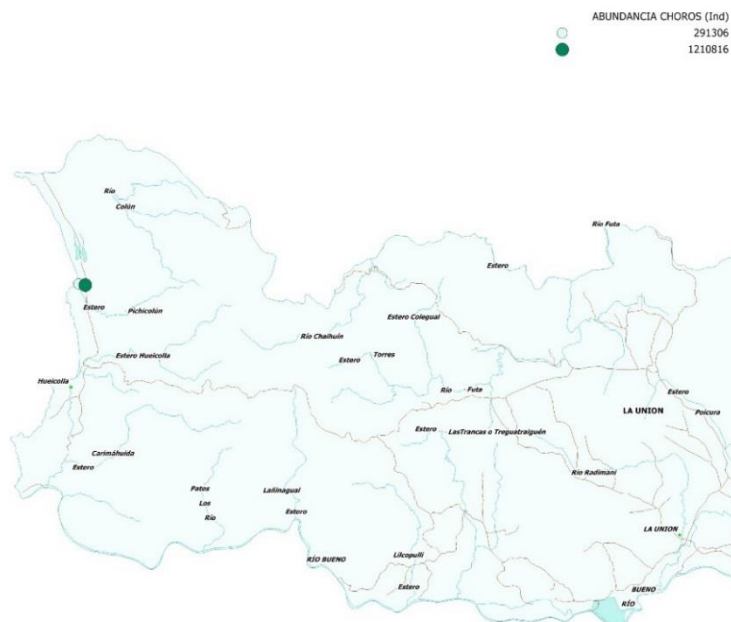 ABUNDANCIA CHOROS (Ind)
291306
1210816
Río
Colún
Río Futa
Estero
Estero
Pichicolún
Estero Colegual
Río Chaihuín
Estero Hueicolla
Estero
Torres
Hueicolla
Río
Futa
Estero
Poicura
LA UNION
Estero
LasTrancas o Treguatraiguén
Carimáhuida
Estero
Río Radimani
Patos
Los
Río
Lañinagual
Estero
LA UNION
Lilcopulli
RÍO BUENO
Estero
BUENO
RÍO